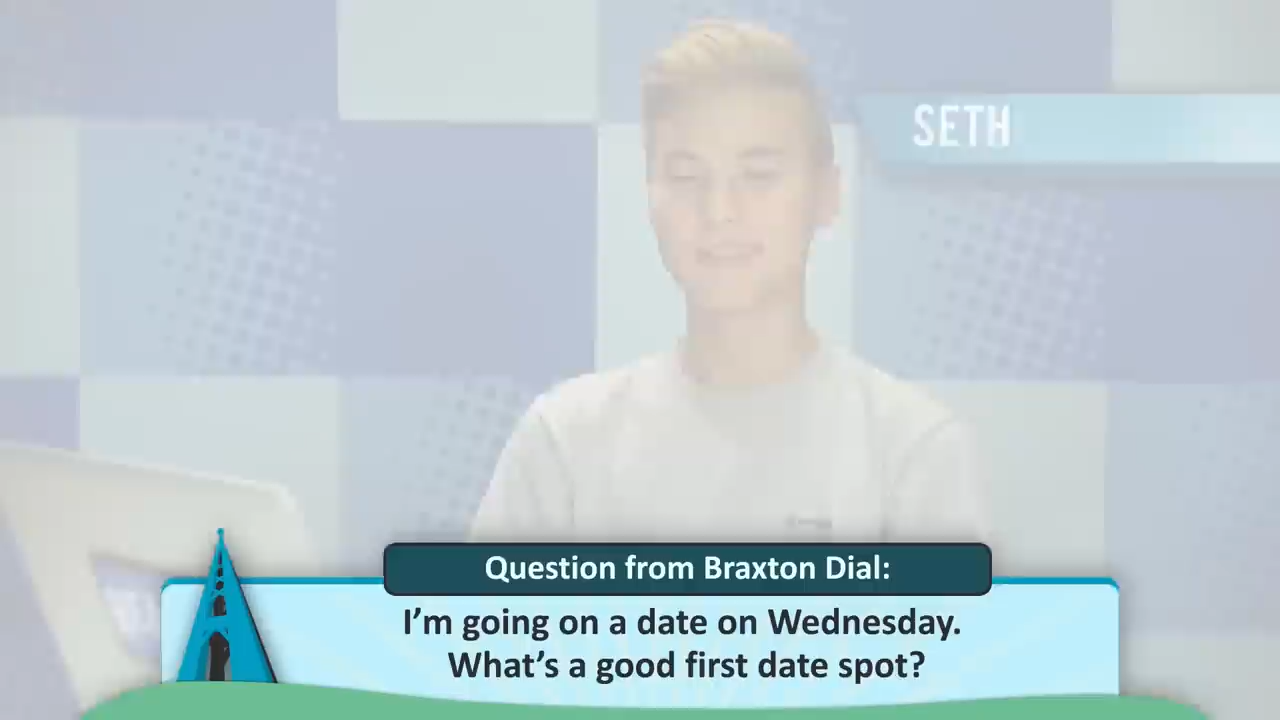 SETH
Question from Braxton Dial:
I'm going on a date on Wednesday.
What's a good first date spot?